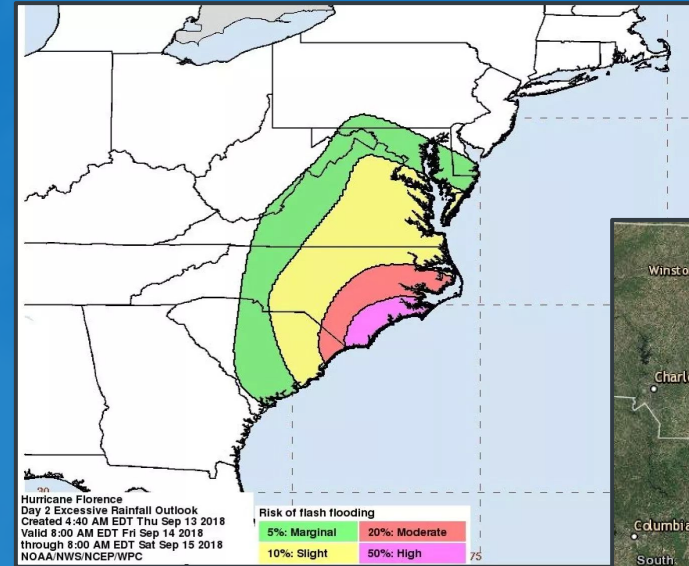 30
75
Hurricane Florence
Day 2 Excessive Rainfall Outlook
Created 4:40 AM EDT Thu Sep 13 2018
Valid 8:00 AM EDT Fri Sep 14 2018
through 8:00 AM EDT Sat Sep 15 2018
NOAA/NWS/NCEP/WPC
Risk of flash flooding
5%: Marginal
20%: Moderate
10%: Slight
50%: High
Winsto
Charl
Columbia
South